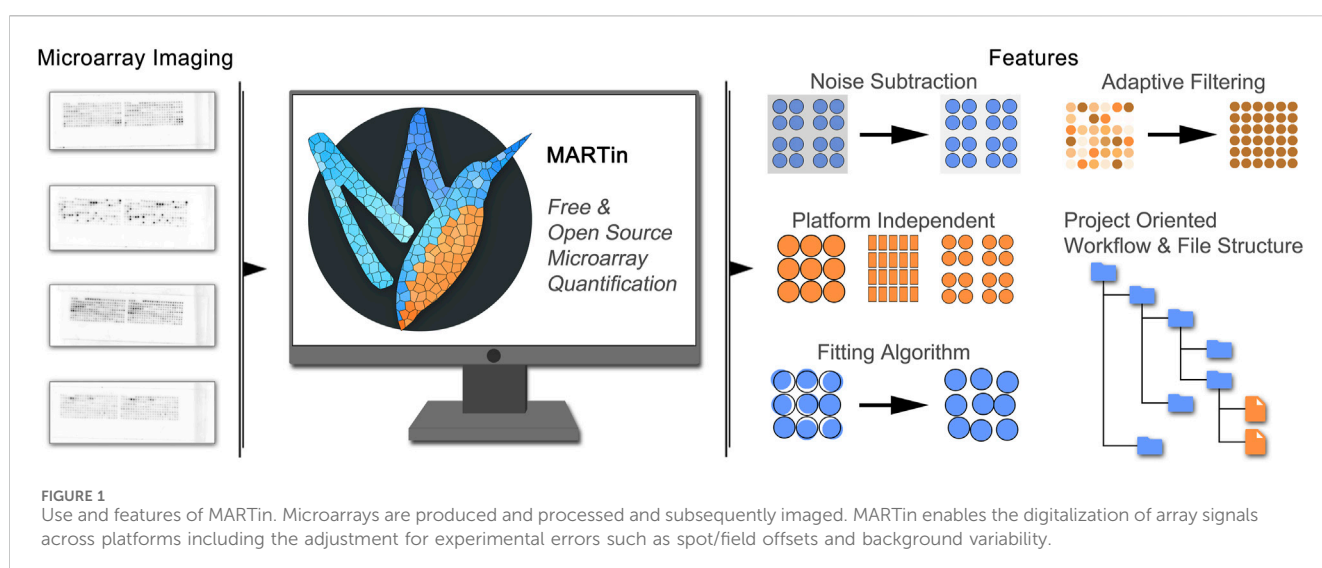 Microarray Imaging
MARTin
Free &
Open Source
Microarray
Quantification
Features
Noise Subtraction
Adaptive Filtering
Platform Independent
Project Oriented
Workflow & File Structure
Fitting Algorithm
FIGURE 1
Use and features of MARTin. Microarrays are produced and processed and subsequently imaged. MARTin enables the digitalization of array signals
across platforms including the adjustment for experimental errors such as spot/field offsets and background variability.